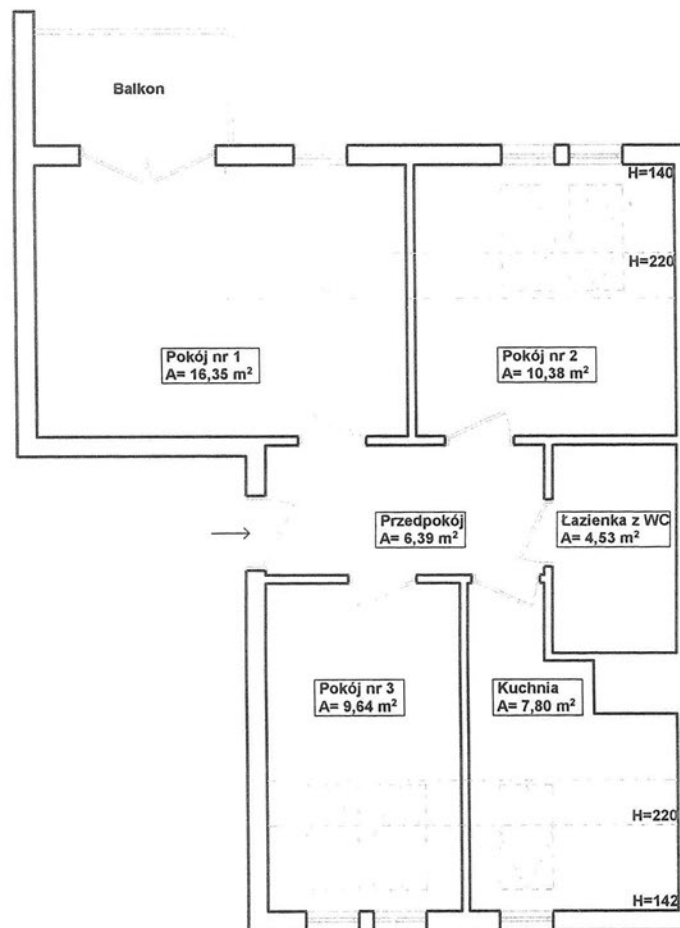 Balkon
H=140
H=220
Pokój nr 1
A= 16,35 m²
Pokój nr 2
A= 10,38 m²
Przedpokój
A= 6,39 m²
Łazienka z WC
A= 4,53 m²
Pokój nr 3
A= 9,64 m²
Kuchnia
A= 7,80 m²
H=220
H=142